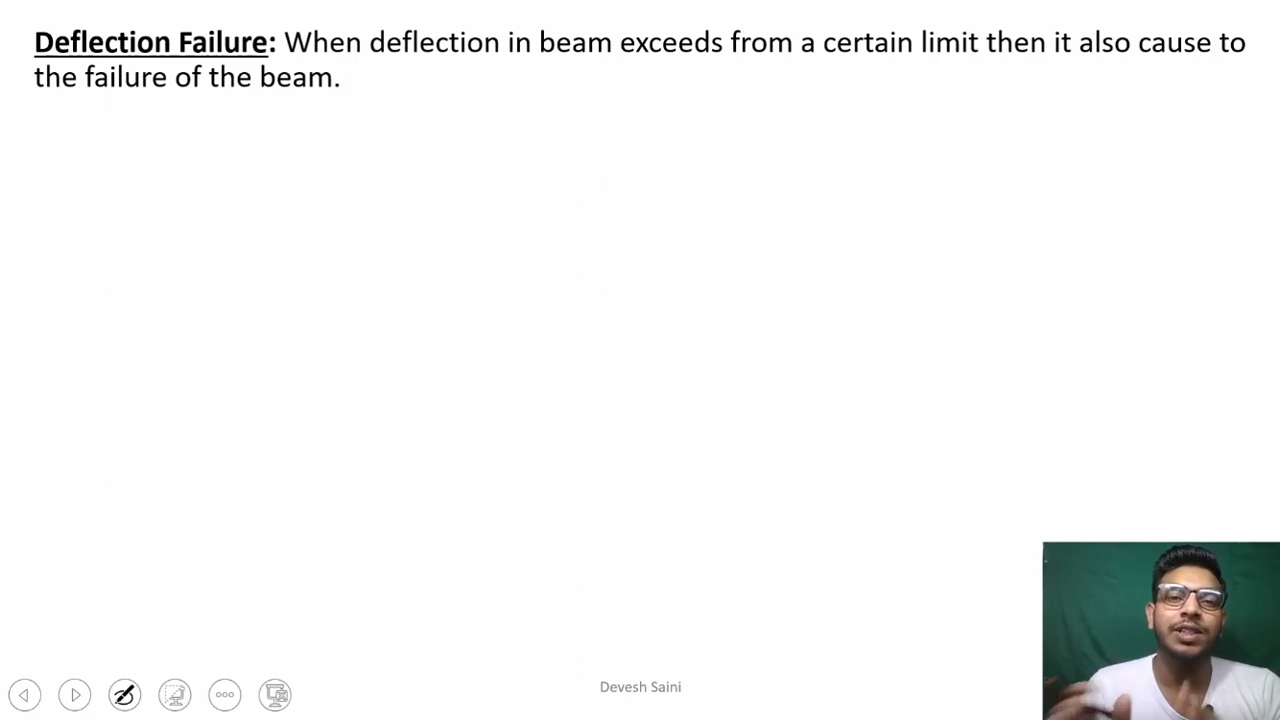 Deflection Failure: When deflection in beam exceeds from a certain limit then it also cause to
the failure of the beam.
Devesh Saini